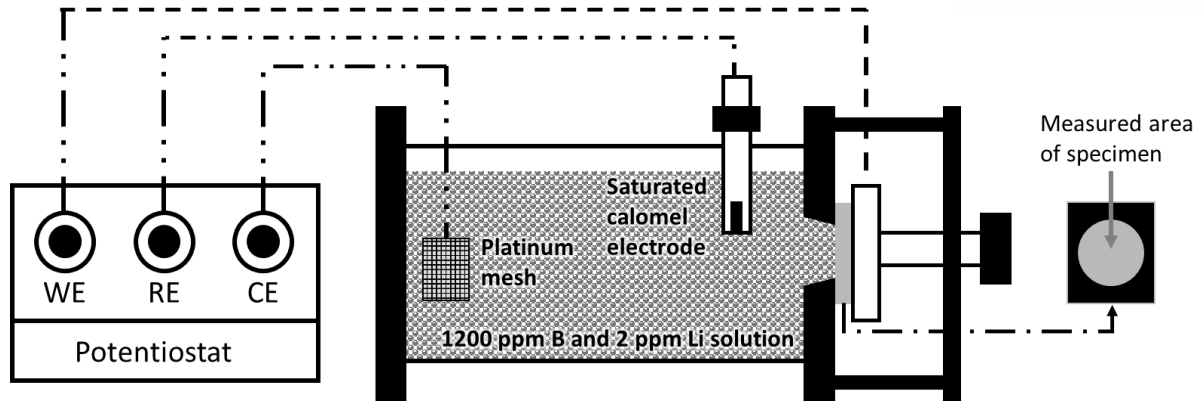 Measured area
of specimen
Saturated
calomel
electrode
Platinum
mesh
WE RE CE
1200 ppm B and 2 ppm Li solution
Potentiostat